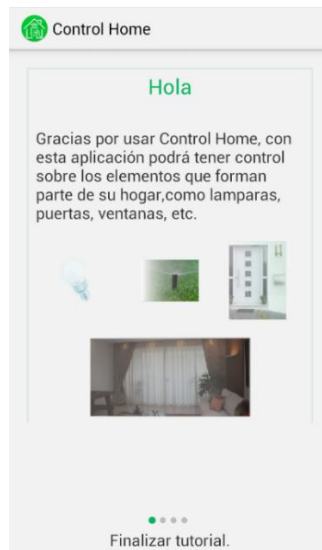 Control Home
Hola
Gracias por usar Control Home, con
esta aplicación podrá tener control
sobre los elementos que forman
parte de su hogar,como lamparas,
puertas, ventanas, etc.
Finalizar tutorial.